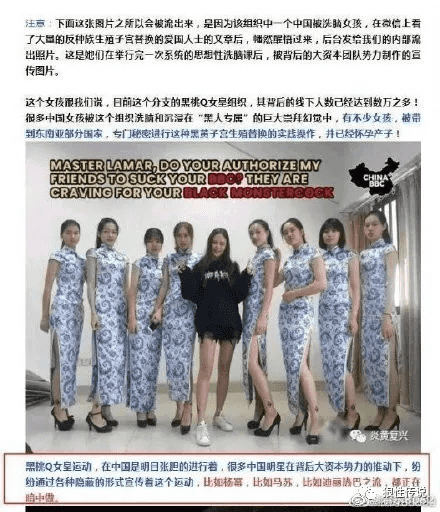 注意:下面这张图片之所以会被流出来,是因为该组织中一个中国被洗脑女孩,在微信上看
了大量的反种族生殖子宫替换的爱国人士的文章后,幡然醒悟过来,后台发给我们的内部流
出照片。这是她们在举行完一次系统的思想性洗脑课后,被背后的大资本团队势力制作的宣
传图片。
这个女孩跟我们说,目前这个分支的黑桃Q女皇组织,其背后的线下人数已经达到数万之多!
很多中国女孩被这个组织洗脑和沉浸在“黑人专属”的巨大崇拜幻觉中,有不少女孩,被带
到东南亚部分国家,专门秘密进行这种黑茎子宫生殖替换的实践操作,并已经怀孕产子!
MASTER LAMAR, DO YOUR AUTHORIZE MY
FRIENDS TO SUCK YOUR BBC? THEY ARE
CRAVING FOR YOUR BLACK MONSTERCOCK
CHINA
BBC
炎黄复兴
黑桃Q女皇运动,在中国是明目张胆的进行着,很多中国明星在背后大资本势力的推动下,纷
纷通过各种隐蔽的形式宣传着这个运动,比如杨幂,比如马苏,比如迪丽热巴之流,都正在
暗中做。